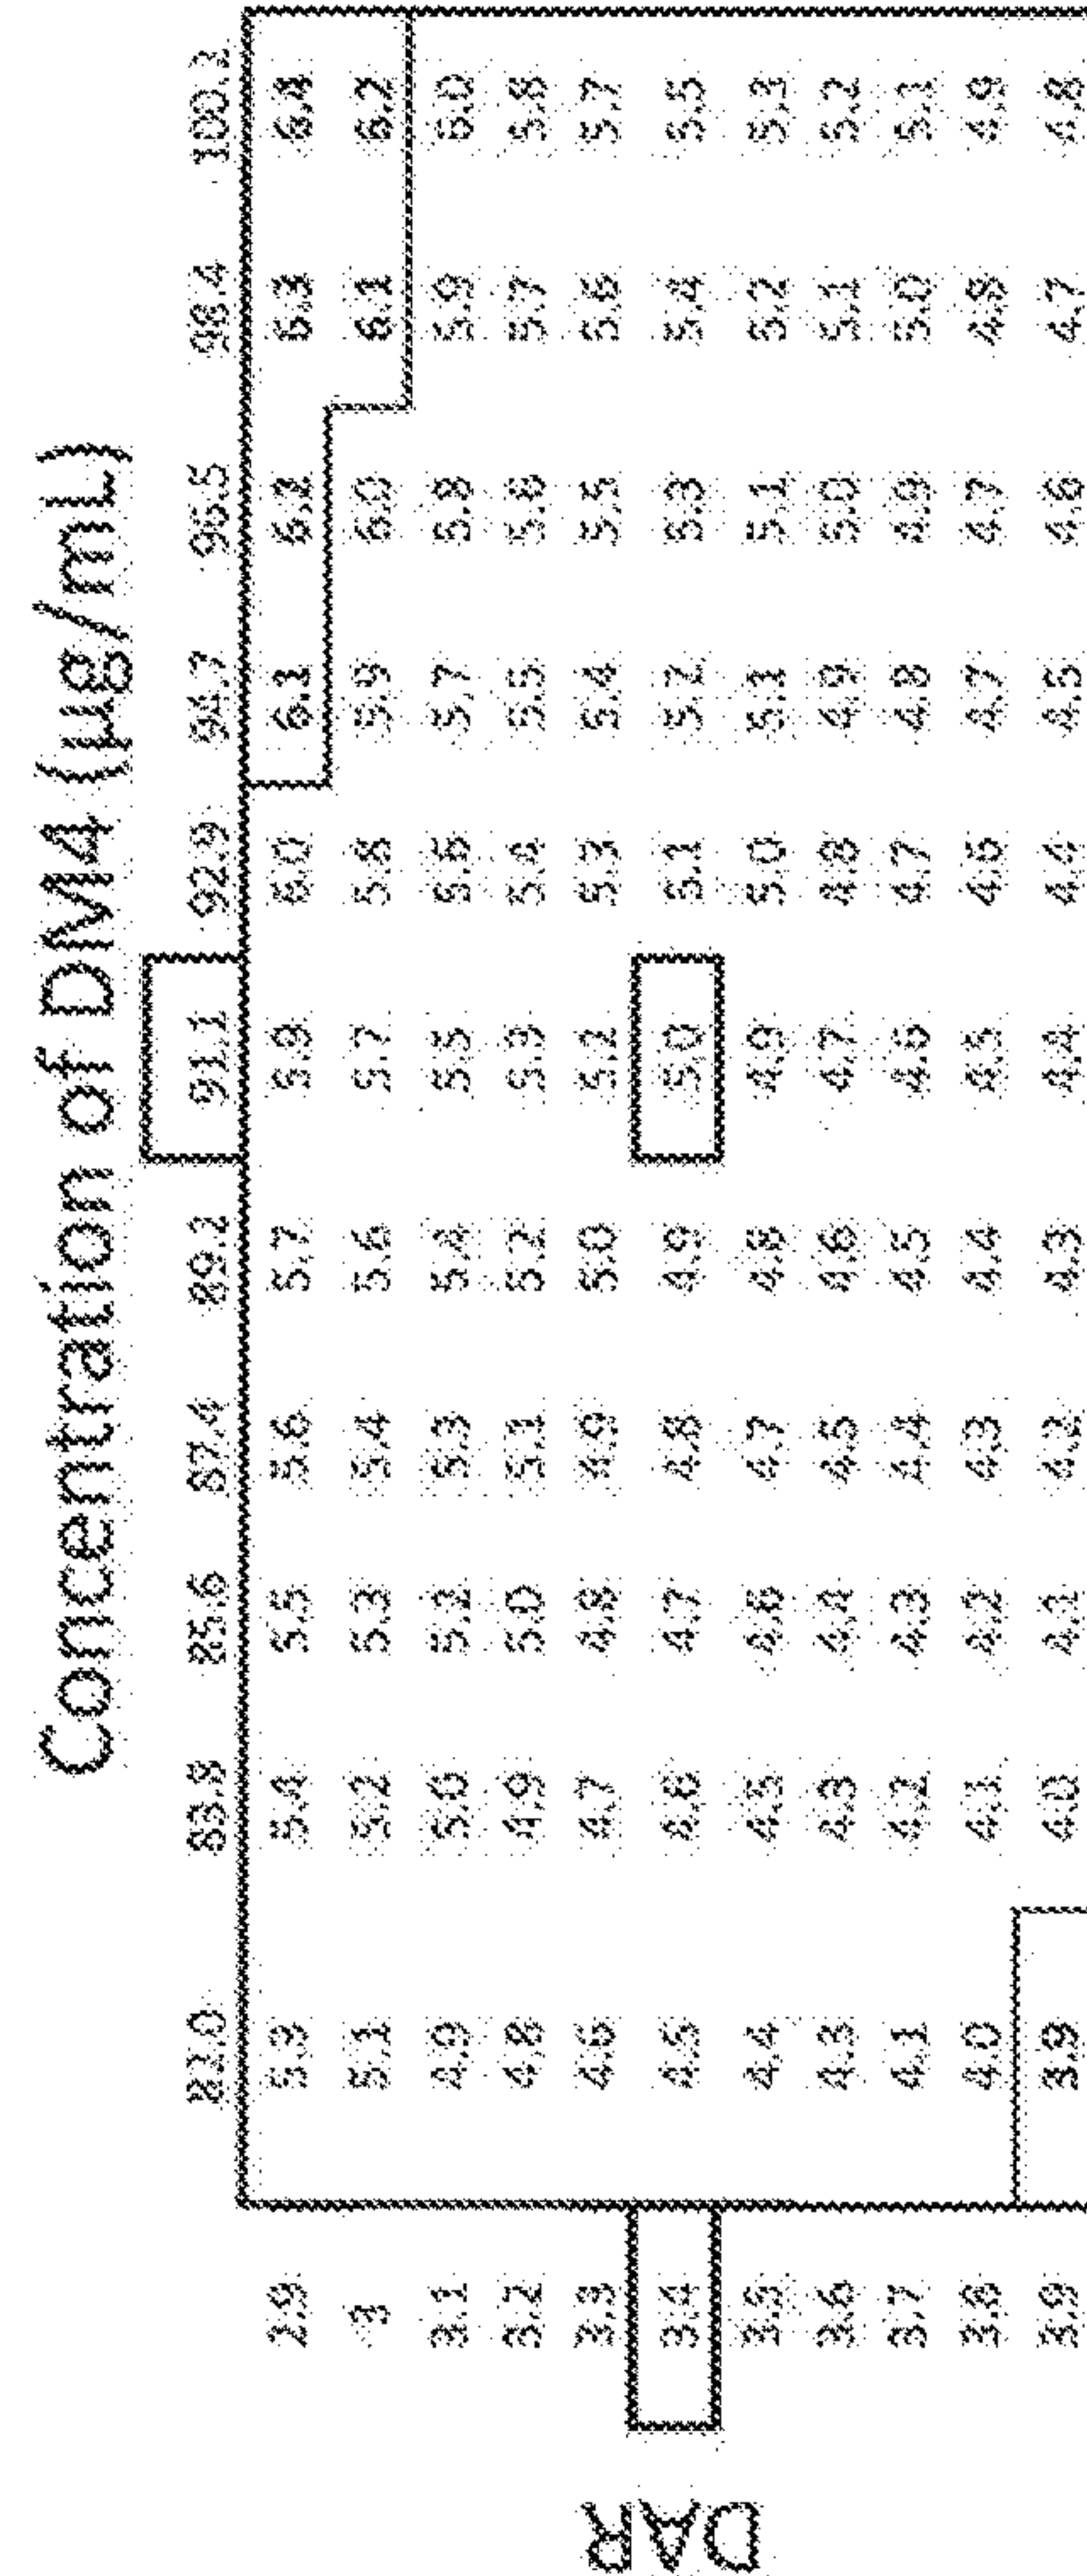 Concentration of DM4 (µg/mL)
82.0 83.8 85.6 87.4 89.2 91.1 92.9 94.7 96.5 98.4 100.2
2.9 5.3 5.4 5.5 5.6 5.7 5.9 6.0 6.1 6.2 6.3 6.4
3 5.1 5.2 5.3 5.4 5.6 5.7 5.8 5.9 6.0 6.1 6.2
3.1 4.9 5.0 5.2 5.3 5.4 5.5 5.6 5.7 5.8 5.9 6.0
3.2 4.8 4.9 5.0 5.1 5.2 5.3 5.4 5.5 5.6 5.7 5.8
3.3 4.6 4.7 4.8 4.9 5.0 5.2 5.3 5.4 5.5 5.6 5.7
DAR 3.4 4.5 4.6 4.7 4.8 4.9 5.0 5.1 5.2 5.3 5.4 5.5
3.5 4.4 4.5 4.6 4.7 4.8 4.9 5.0 5.1 5.1 5.2 5.3
3.6 4.3 4.3 4.4 4.5 4.6 4.7 4.8 4.9 5.0 5.1 5.2
3.7 4.1 4.2 4.3 4.4 4.5 4.6 4.7 4.8 4.9 5.0 5.1
3.8 4.0 4.1 4.2 4.3 4.4 4.5 4.6 4.7 4.7 4.8 4.9
3.9 3.9 4.0 4.1 4.2 4.3 4.4 4.4 4.5 4.6 4.7 4.8